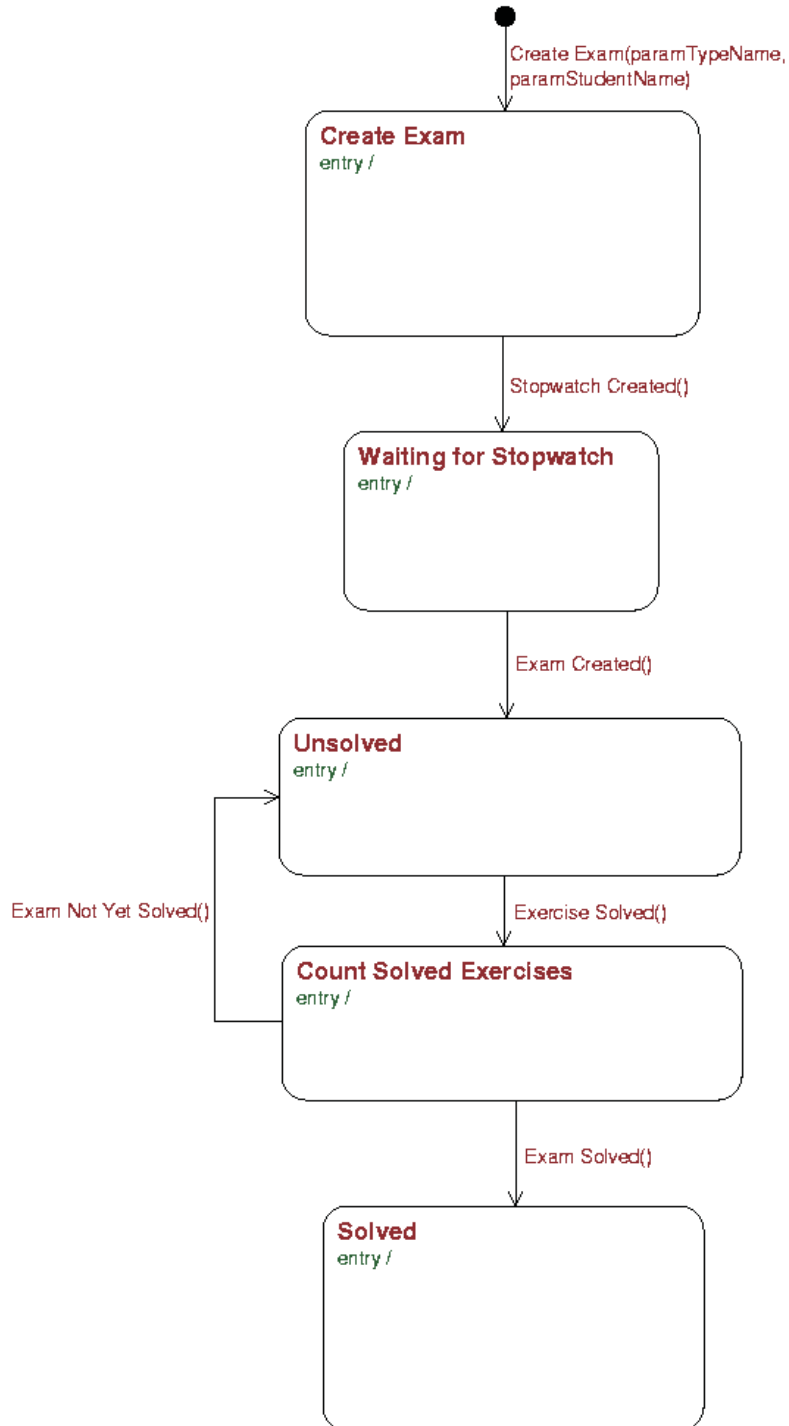 Create Exam(paramTypeName,
paramStudentName)
Create Exam
entry /
Stopwatch Created()
Waiting for Stopwatch
entry /
Exam Created()
Unsolved
entry /
Exam Not Yet Solved()
Exercise Solved()
Count Solved Exercises
entry /
Exam Solved()
Solved
entry /